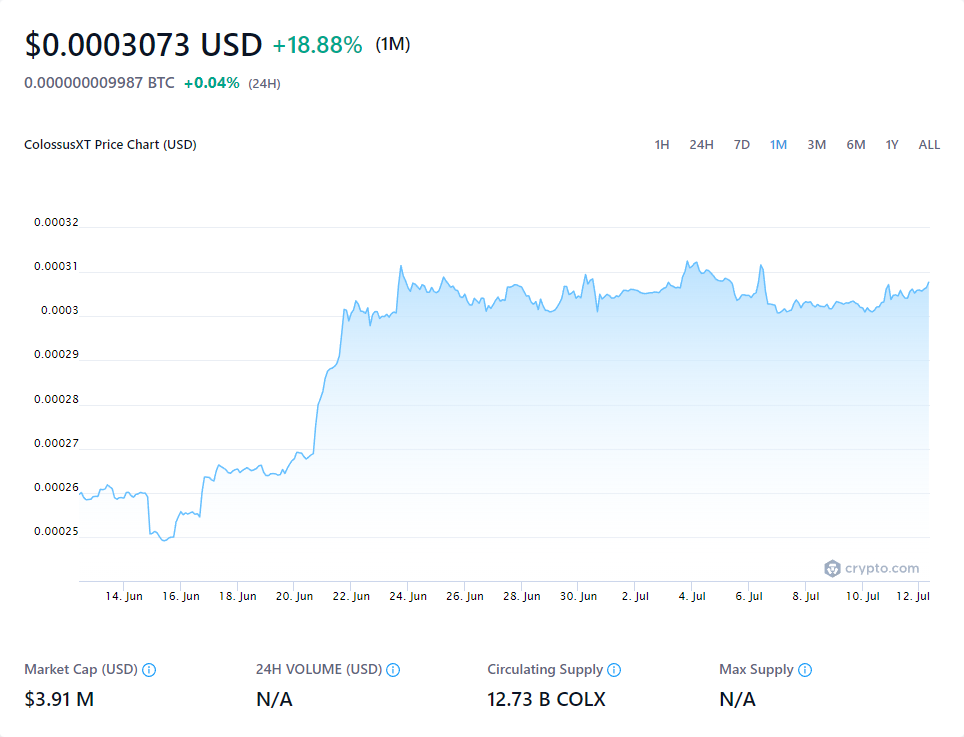 $0.0003073 USD +18.88% (1M)
0.000000009987 BTC +0.04% (24H)
ColossusXT Price Chart (USD)
1H 24H 7D 1M 3M 6M 1Y ALL
0.00032
0.00031
0.0003
0.00029
0.00028
0.00027
0.00026
0.00025
crypto.com
14. Jun 16. Jun 18. Jun 20. Jun 22. Jun 24. Jun 26. Jun 28. Jun 30. Jun 2. Jul 4. Jul 6. Jul 8. Jul 10. Jul 12. Jul
Market Cap (USD) 24H VOLUME (USD) Circulating Supply Max Supply
$3.91 M N/A 12.73 B COLX N/A